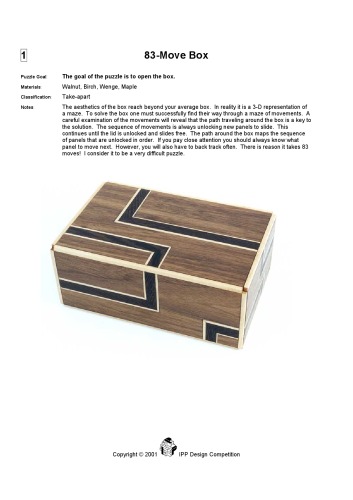 1
83-Move Box
Puzzle Goal The goal of the puzzle is to open the box.
Materials Walnut, Birch, Wenge, Maple
Classification Take-apart
Notes The aesthetics of the box reach beyond your average box. In reality it is a 3-D representation of
a maze. To solve the box one must successfully find their way through a maze of movements. A
careful examination of the movements will reveal that the path traveling around the box is a key to
the solution. The sequence of movements is always unlocking new panels to slide. This
continues until the lid is unlocked and slides free. The path around the box maps the sequence
of panels that are unlocked in order. If you pay close attention you should always know what
panel to move next. However, you will also have to back track often. There is reason it takes 83
moves! I consider it to be a very difficult puzzle.
Copyright © 2001 IPP Design Competition